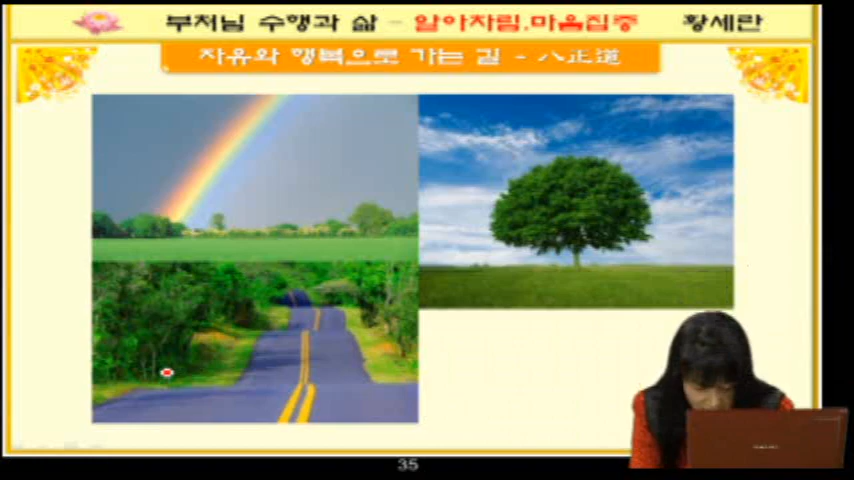 부처님 수행과 삶 - 알아차림.마음집중 황세란
자유와 행복으로 가는 길 - 八正道
35